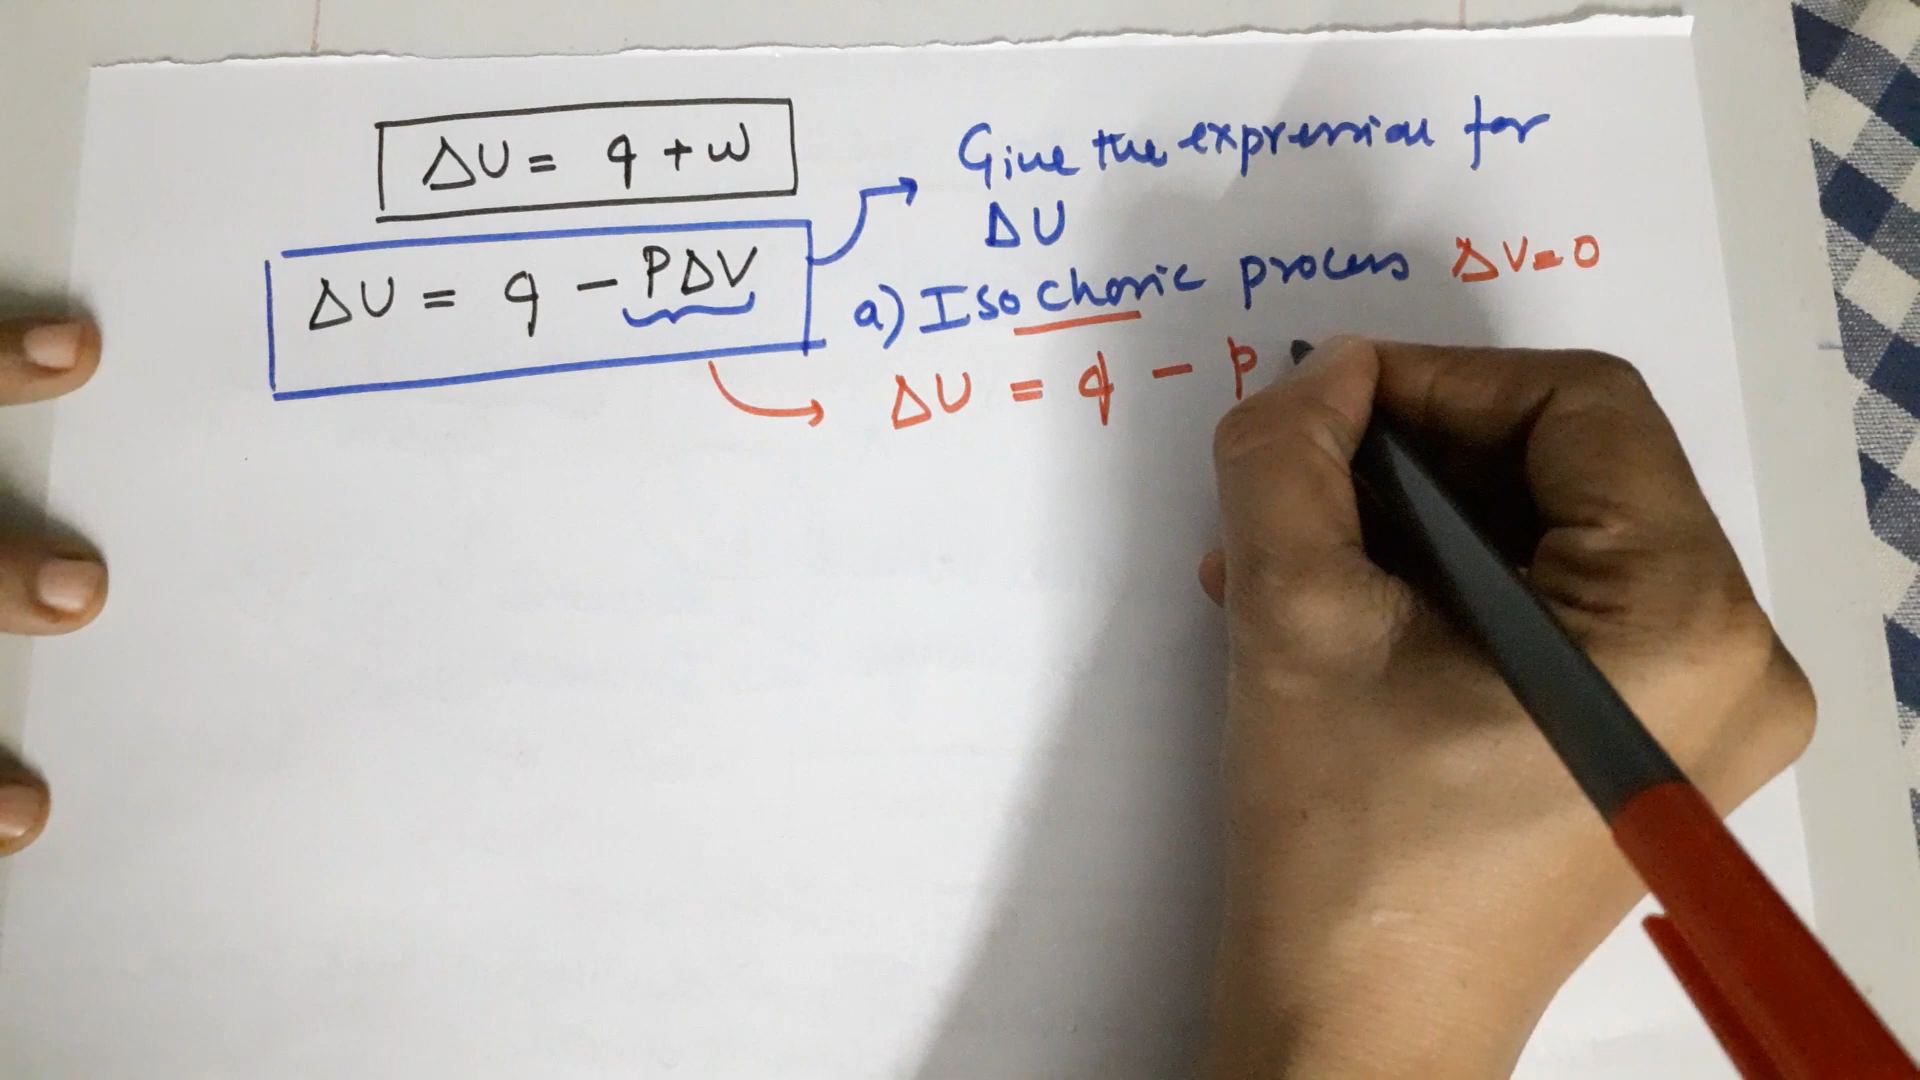 ΔU = q + w
ΔU = q - PΔV
Give the expression for
ΔU
a) Isochoric process ΔV=0
ΔU = q - P